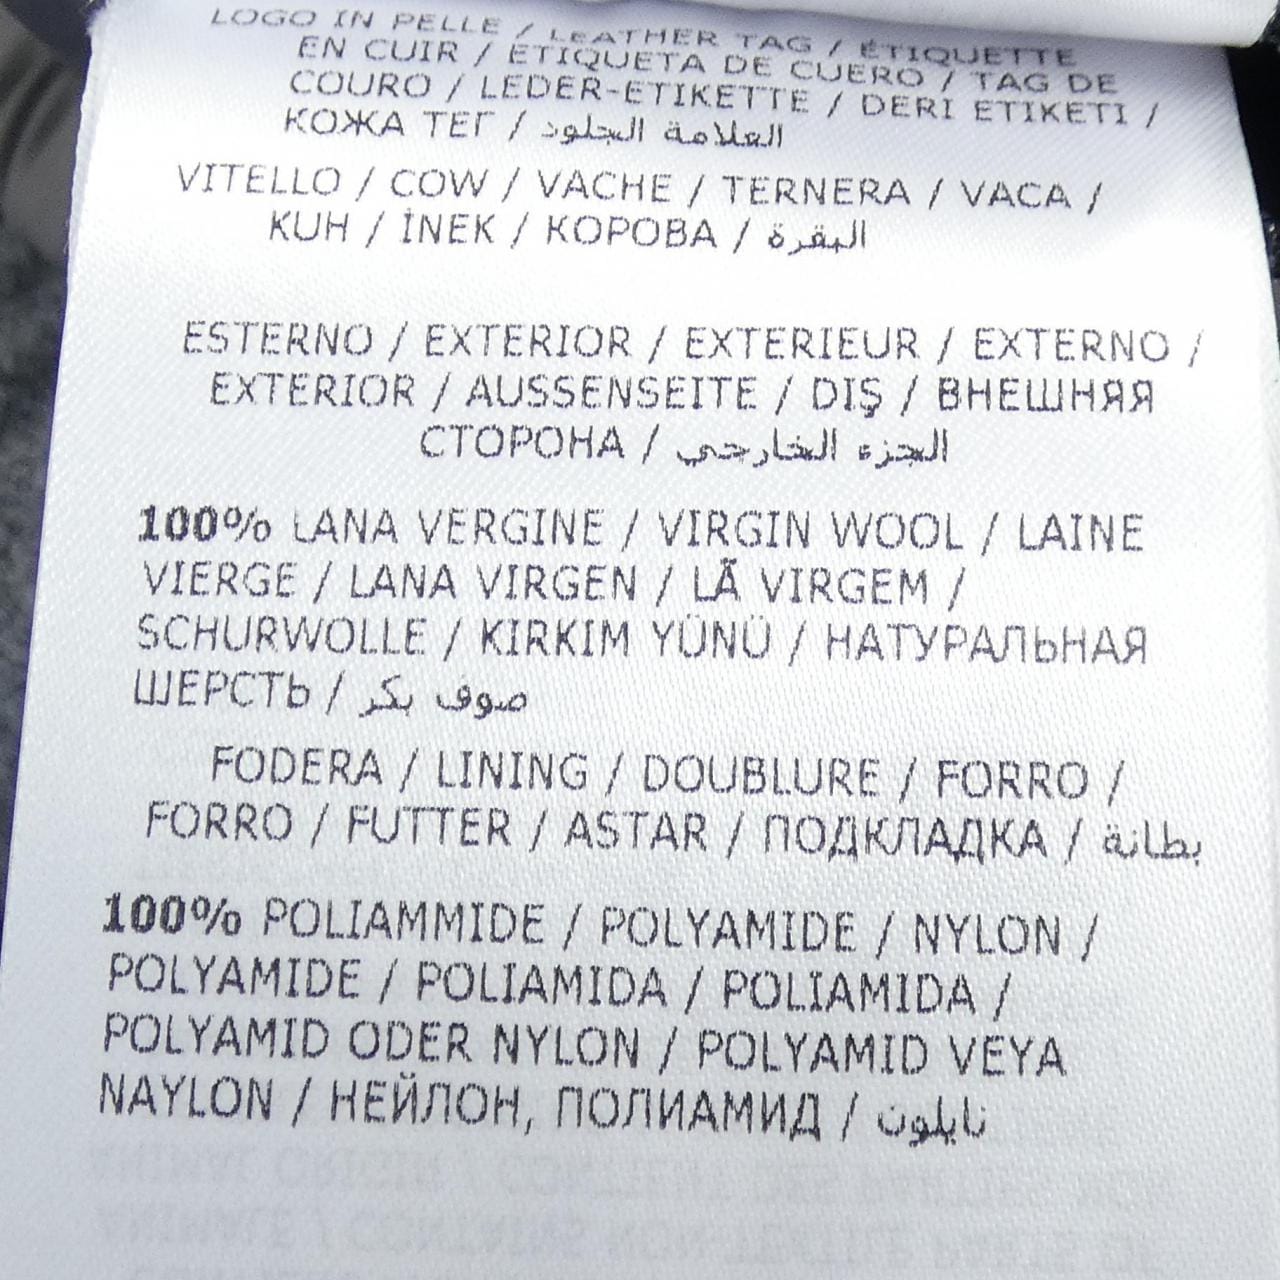 LOGO IN PELLE / LEATHER TAG / ÉTIQUETTE
EN CUIR / ETIQUETA DE CUERO / TAG DE
COURO / LEDER-ETIKETTE / DERI ETIKETI /
КОЖА ТЕГ / العلامة الجلود
VITELLO / COW / VACHE / TERNERA / VACA /
KUH / İNEK / КОРОВА / البقرة
ESTERNO / EXTERIOR / EXTERIEUR / EXTERNO /
EXTERIOR / AUSSENSEITE / DIŞ / ВНЕШНЯЯ
СТОРОНА / الجزء الخارجي
100% LANA VERGINE / VIRGIN WOOL / LAINE
VIERGE / LANA VIRGEN / LÃ VIRGEM /
SCHURWOLLE / KIRKIM YÜNÜ / НАТУРАЛЬНАЯ
ШЕРСТЬ / صوف بكر
FODERA / LINING / DOUBLURE / FORRO /
FORRO / FUTTER / ASTAR / ПОДКЛАДКА / بطانة
100% POLIAMMIDE / POLYAMIDE / NYLON /
POLYAMIDE / POLIAMIDA / POLIAMIDA /
POLYAMID ODER NYLON / POLYAMID VEYA
NAYLON / НЕЙЛОН, ПОЛИАМИД / نايلون